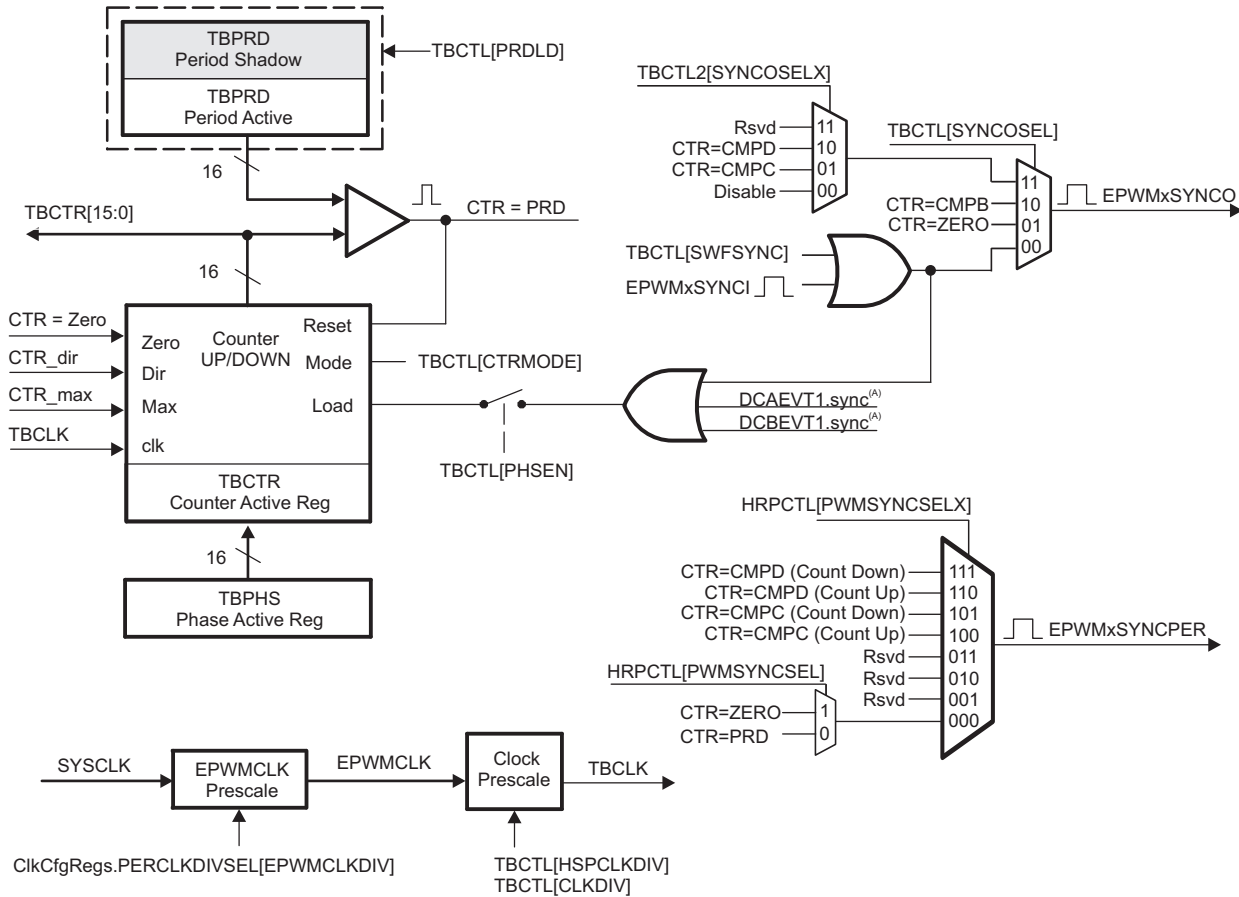 TBPRD
Period Shadow
TBPRD
Period Active
TBCTL[PRDLD]
16
TBCTR[15:0]
CTR = PRD
16
CTR = Zero
CTR_dir
CTR_max
TBCLK
Zero
Dir
Max
clk
Counter
UP/DOWN
Reset
Mode
Load
TBCTR
Counter Active Reg
16
TBPHS
Phase Active Reg
TBCTL[CTRMODE]
TBCTL[PHSEN]
TBCTL2[SYNCOSELX]
Rsvd 11
CTR=CMPD 10
CTR=CMPC 01
Disable 00
TBCTL[SYNCOSEL]
11
CTR=CMPB 10
CTR=ZERO 01
00
EPWMxSYNCO
TBCTL[SWFSYNC]
EPWMxSYNCI
DCAEVT1.sync(A)
DCBEVT1.sync(A)
HRPCTL[PWMSYNCSELX]
CTR=CMPD (Count Down) 111
CTR=CMPD (Count Up) 110
CTR=CMPC (Count Down) 101
CTR=CMPC (Count Up) 100
Rsvd 011
Rsvd 010
Rsvd 001
000
EPWMxSYNCPER
HRPCTL[PWMSYNCSEL]
CTR=ZERO 1
CTR=PRD 0
SYSCLK
EPWMCLK
Prescale
EPWMCLK
Clock
Prescale
TBCLK
ClkCfgRegs.PERCLKDIVSEL[EPWMCLKDIV]
TBCTL[HSPCLKDIV]
TBCTL[CLKDIV]